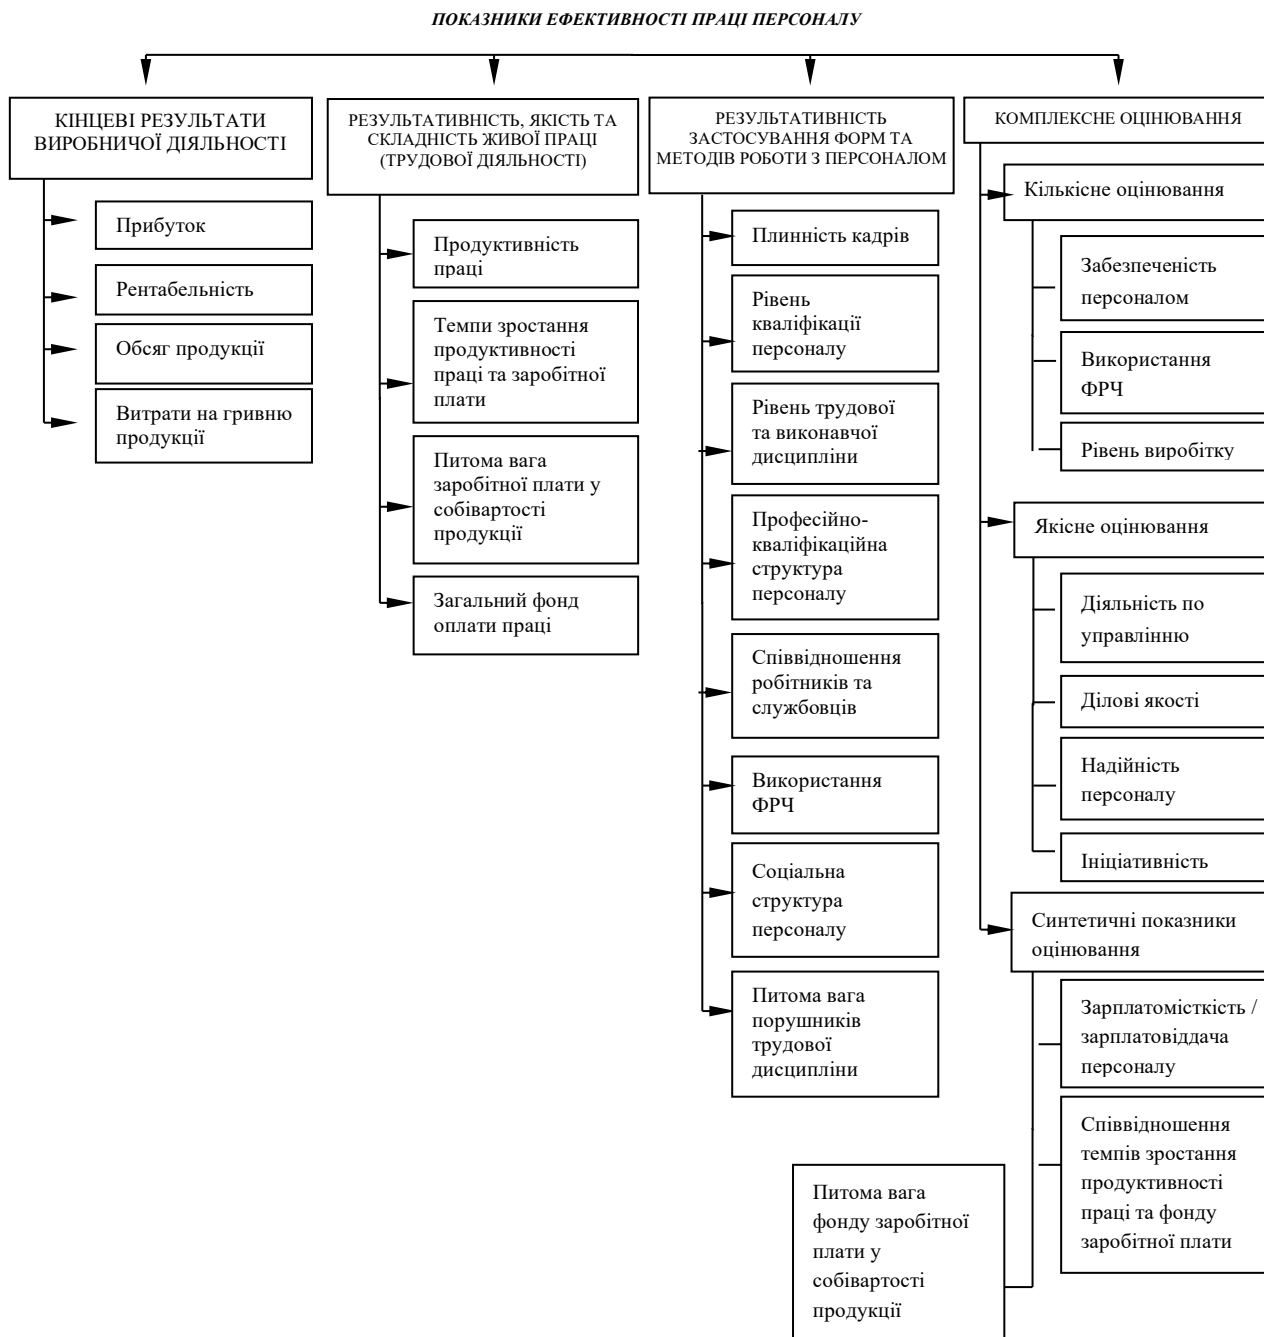 ПОКАЗНИКИ ЕФЕКТИВНОСТІ ПРАЦІ ПЕРСОНАЛУ
КІНЦЕВІ РЕЗУЛЬТАТИ
ВИРОБНИЧОЇ ДІЯЛЬНОСТІ
Прибуток
Рентабельність
Обсяг продукції
Витрати на гривню
продукції
РЕЗУЛЬТАТИВНІСТЬ, ЯКІСТЬ ТА
СКЛАДНІСТЬ ЖИВОЇ ПРАЦІ
(ТРУДОВОЇ ДІЯЛЬНОСТІ)
Продуктивність
праці
Темпи зростання
продуктивності
праці та заробітної
плати
Питома вага
заробітної плати у
собівартості
продукції
Загальний фонд
оплати праці
РЕЗУЛЬТАТИВНІСТЬ
ЗАСТОСУВАННЯ ФОРМ ТА
МЕТОДІВ РОБОТИ З ПЕРСОНАЛОМ
Плинність кадрів
Рівень
кваліфікації
персоналу
Рівень трудової
та виконавчої
дисципліни
Професійно-
кваліфікаційна
структура
персоналу
Співвідношення
робітників та
службовців
Використання
ФРЧ
Соціальна
структура
персоналу
Питома вага
порушників
трудової
дисципліни
КОМПЛЕКСНЕ ОЦІНЮВАННЯ
Кількісне оцінювання
Забезпеченість
персоналом
Використання
ФРЧ
Рівень виробітку
Якісне оцінювання
Діяльність по
управлінню
Ділові якості
Надійність
персоналу
Ініціативність
Синтетичні показники
оцінювання
Зарплатомісткість /
зарплатовіддача
персоналу
Співвідношення
темпів зростання
продуктивності
праці та фонду
заробітної плати
Питома вага
фонду заробітної
плати у
собівартості
продукції